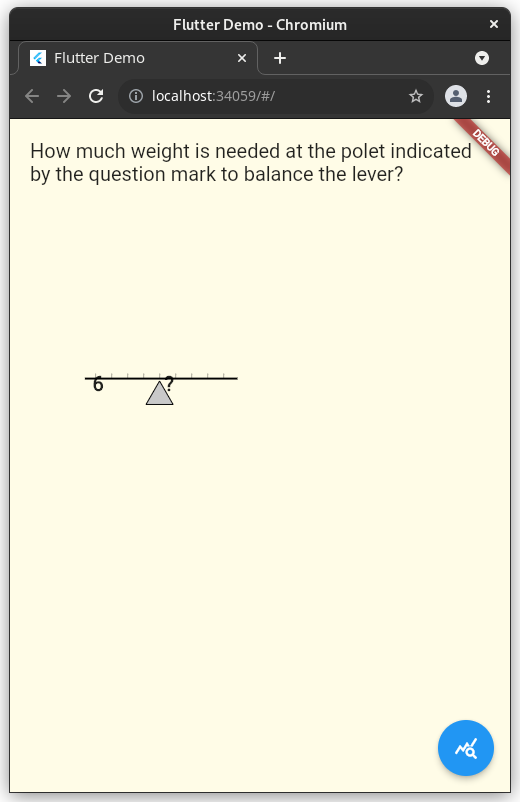 Flutter Demo - Chromium
Flutter Demo
localhost:34059/#/
DEBUG
How much weight is needed at the polet indicated
by the question mark to balance the lever?
6 ?